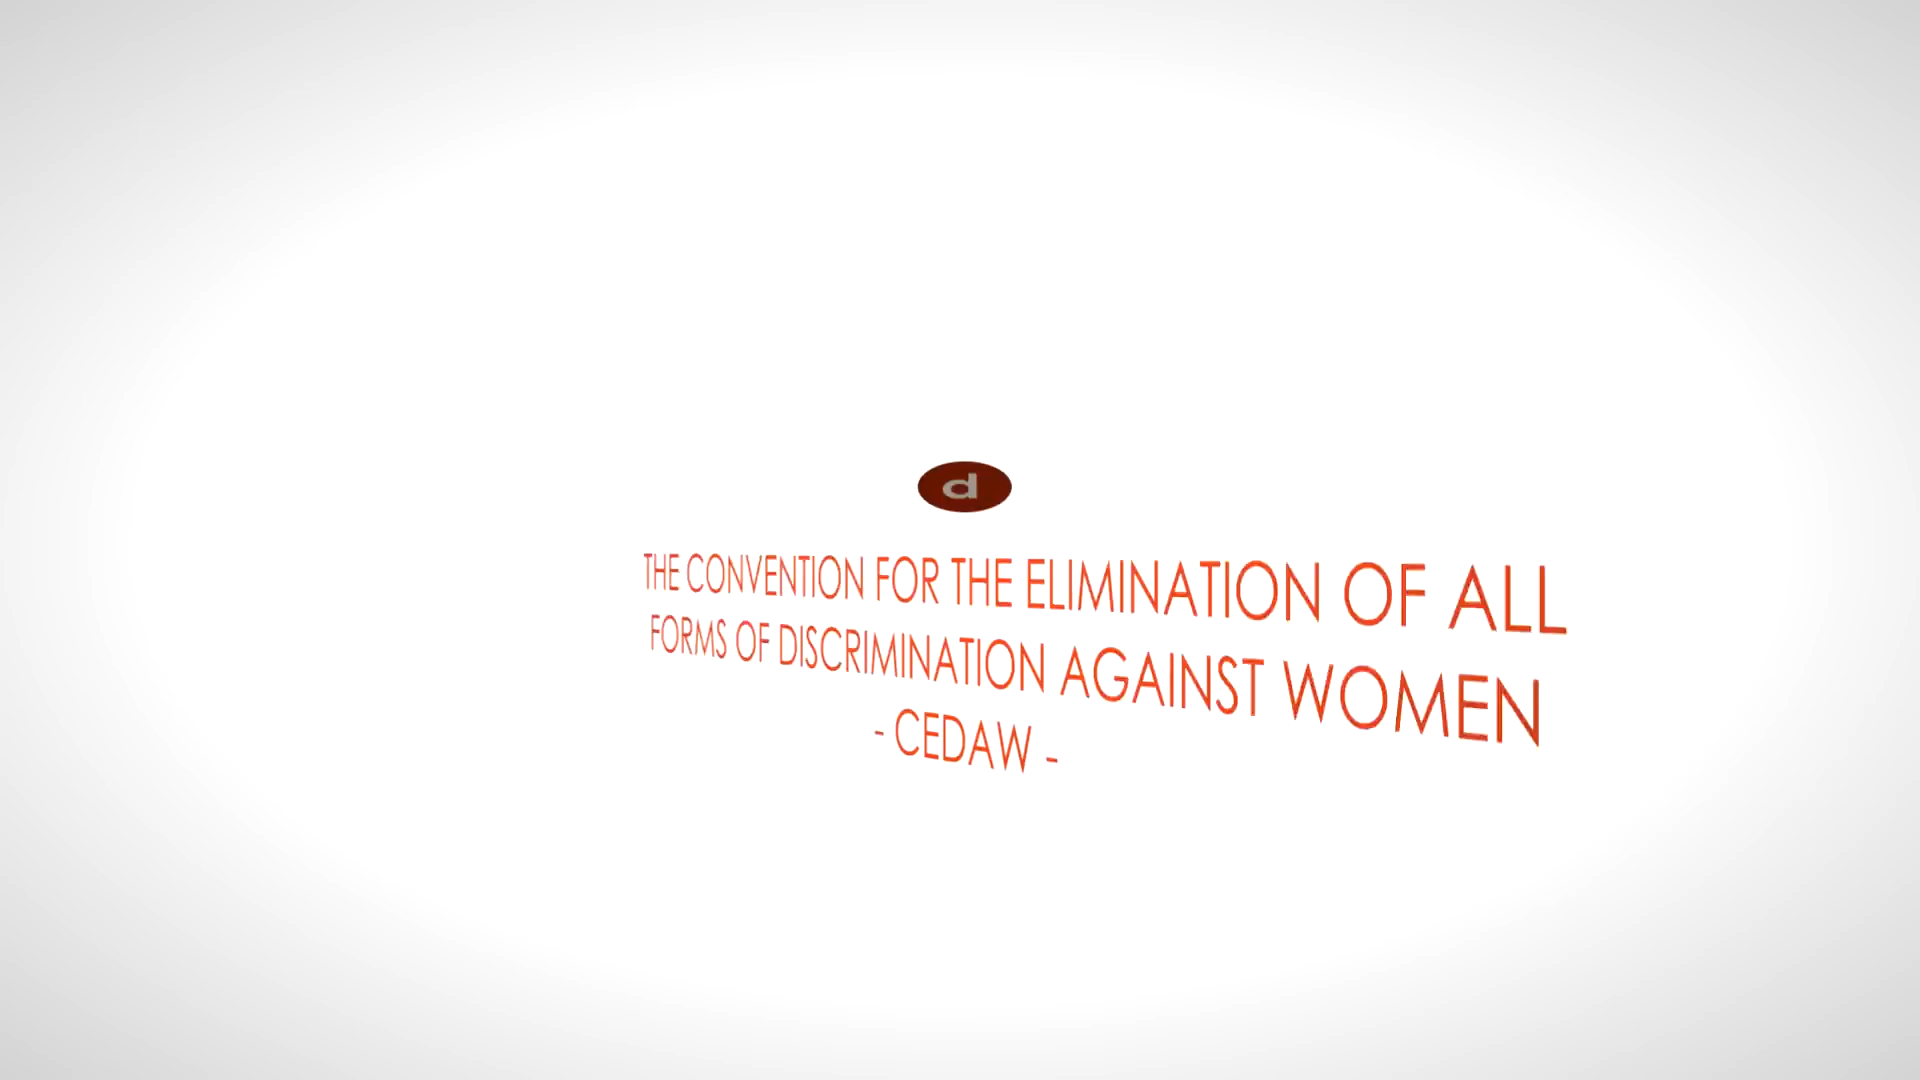 d
THE CONVENTION FOR THE ELIMINATION OF ALL
FORMS OF DISCRIMINATION AGAINST WOMEN
- CEDAW -